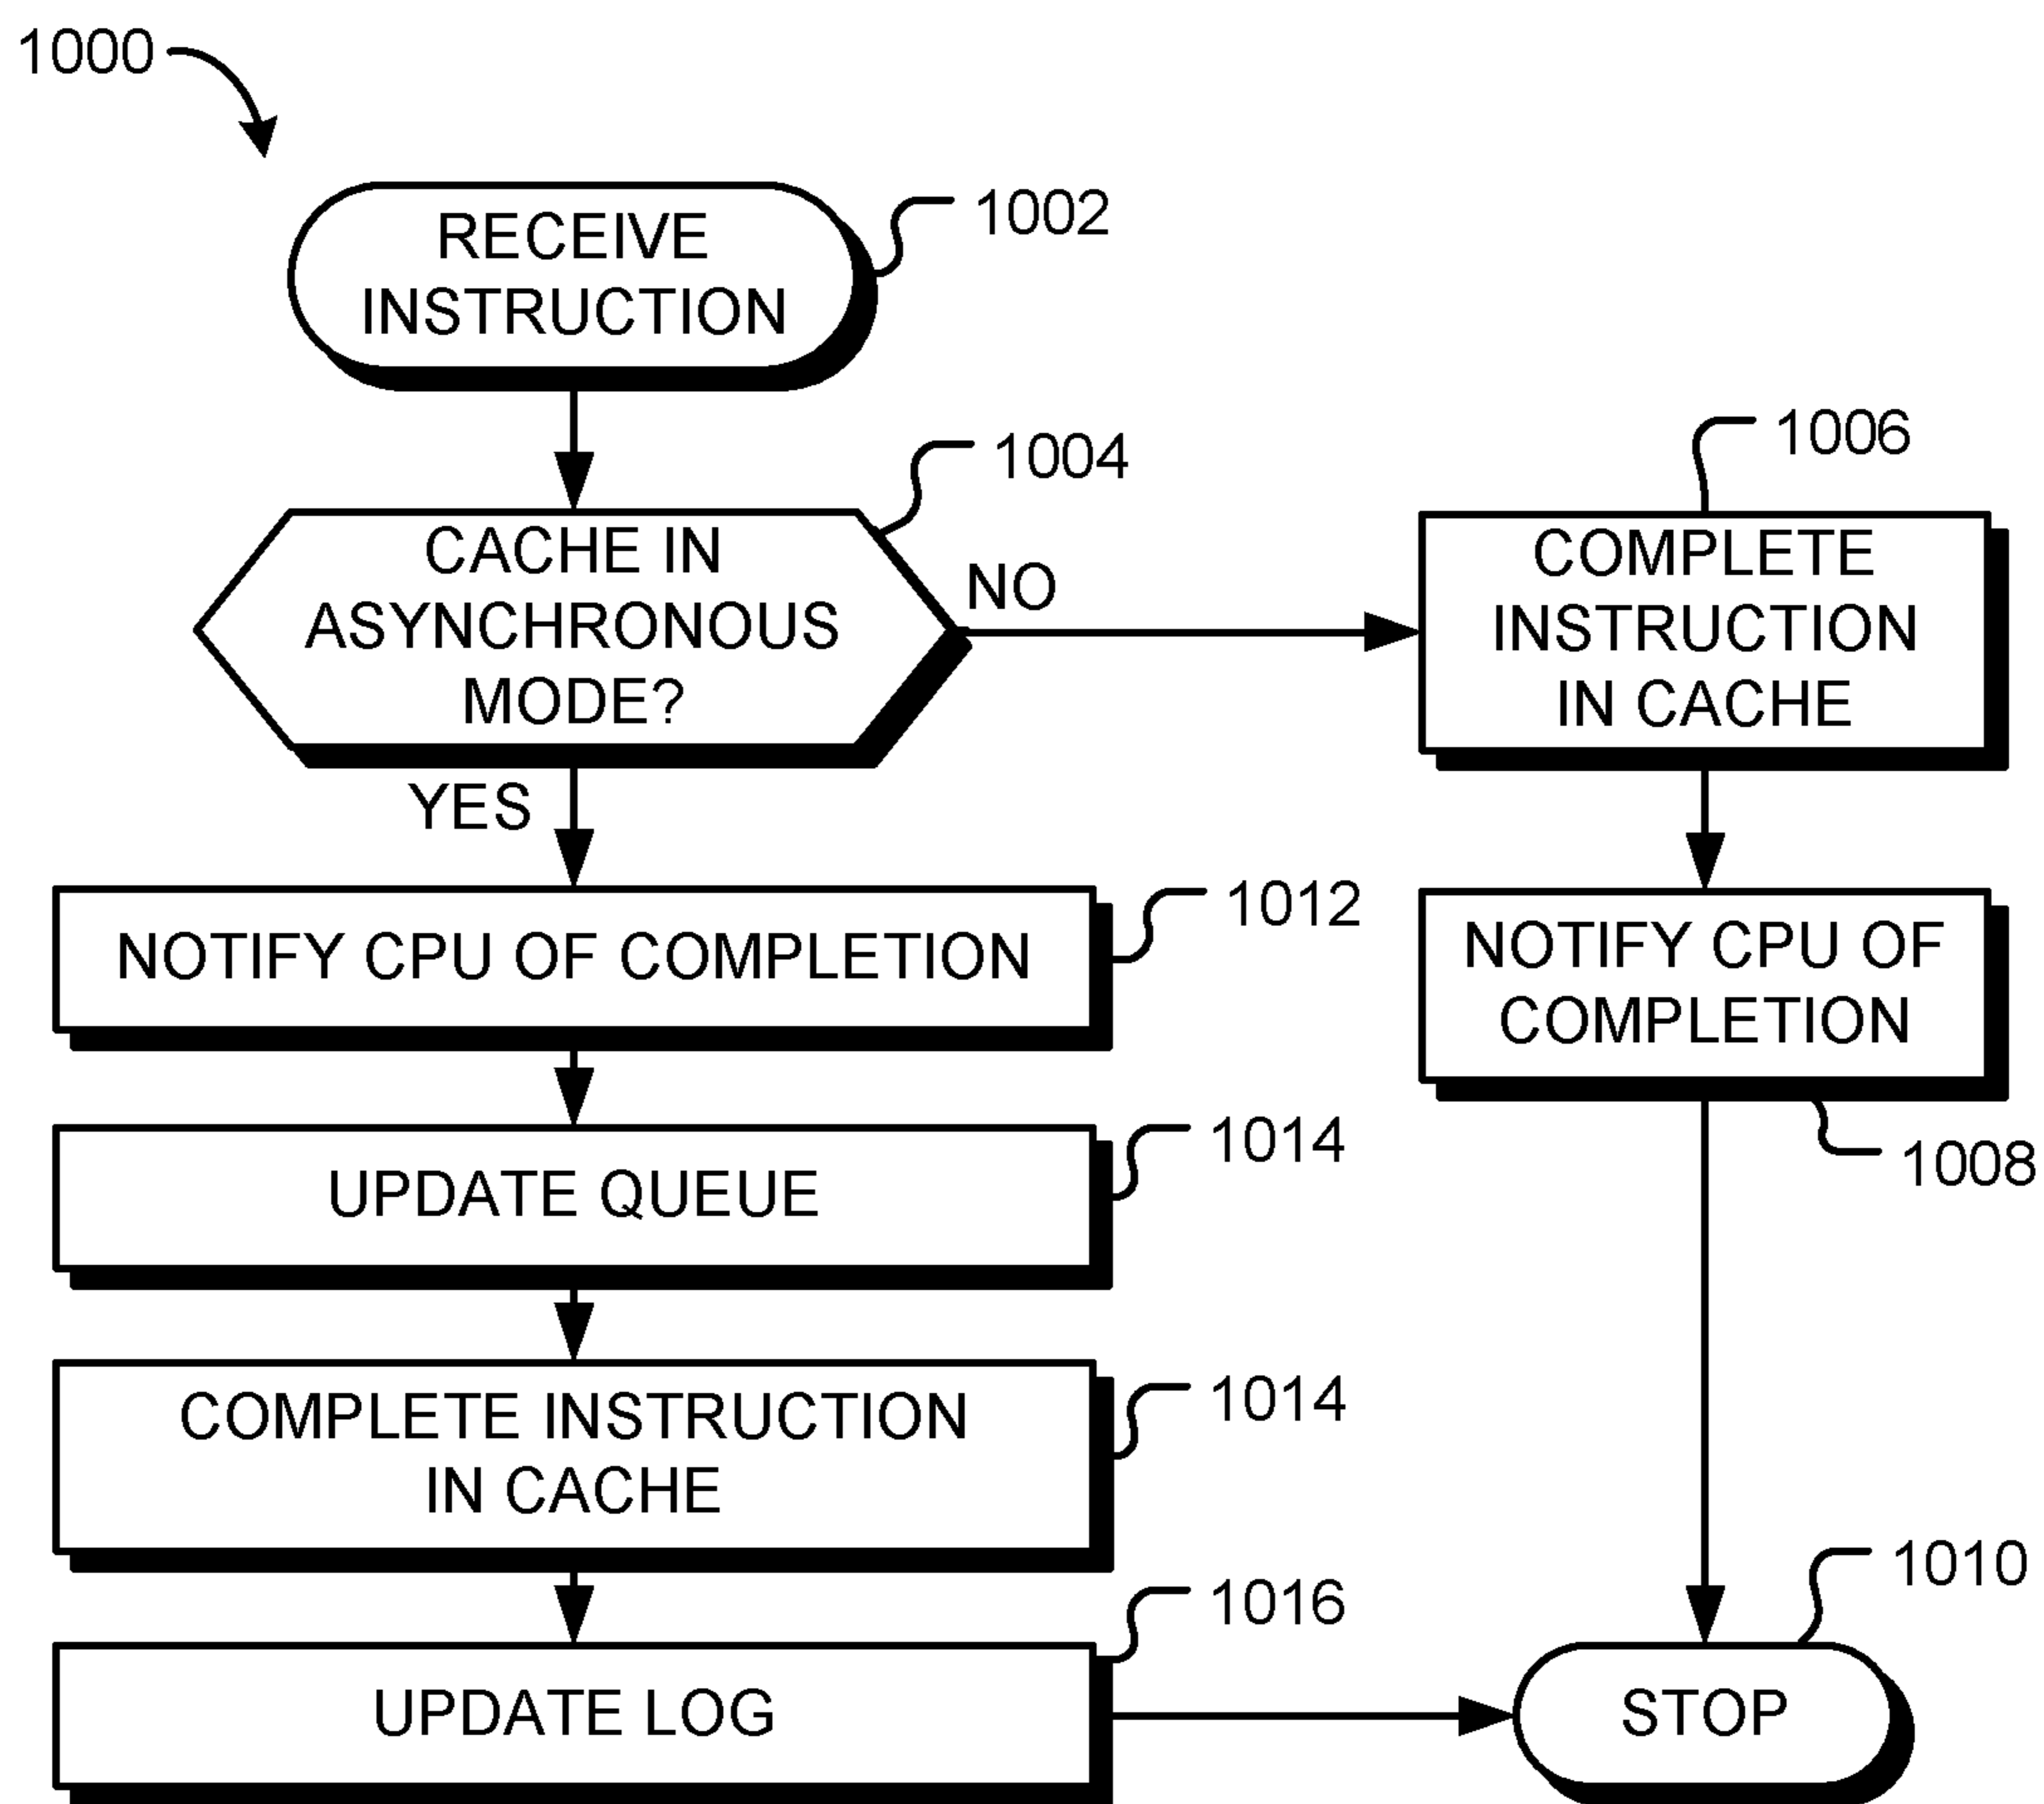 1000
RECEIVE
INSTRUCTION
1002
CACHE IN
ASYNCHRONOUS
MODE?
1004
NO
COMPLETE
INSTRUCTION
IN CACHE
1006
YES
NOTIFY CPU OF COMPLETION
1012
NOTIFY CPU OF
COMPLETION
1008
UPDATE QUEUE
1014
COMPLETE INSTRUCTION
IN CACHE
1014
UPDATE LOG
1016
STOP
1010